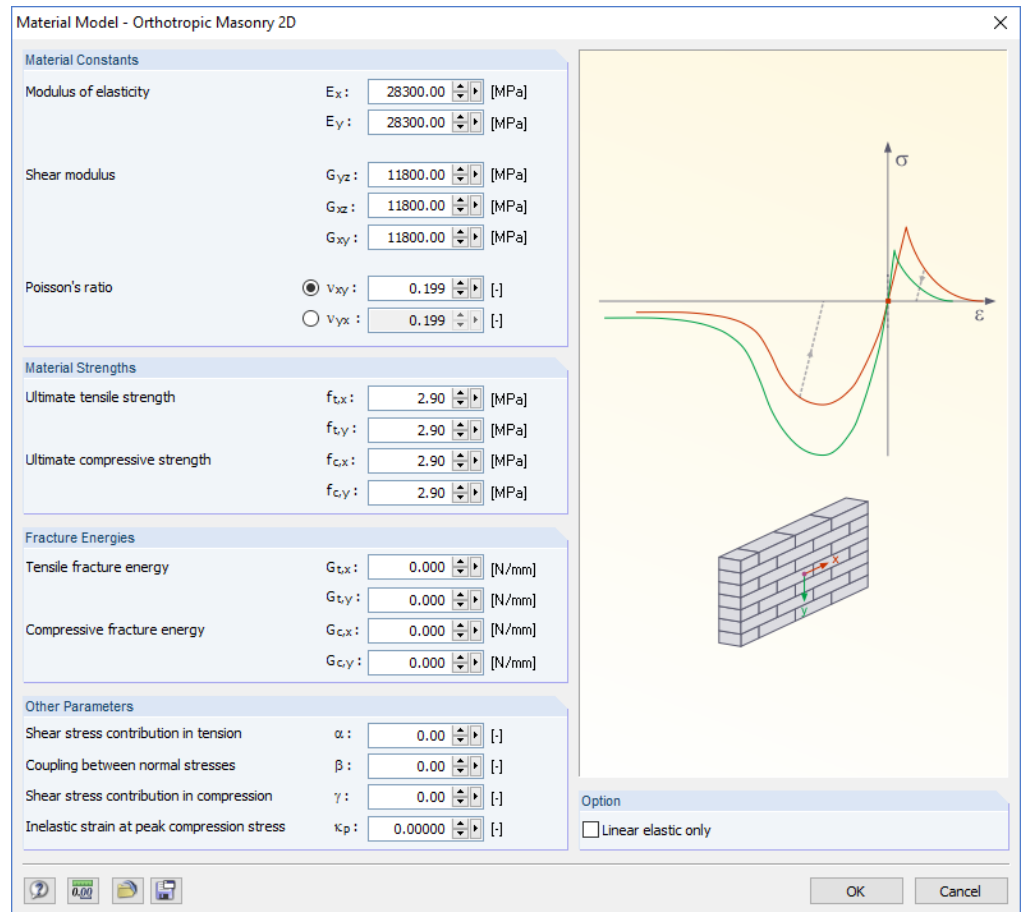 Material Model - Orthotropic Masonry 2D
Material Constants
Modulus of elasticity Ex: 28300.00 [MPa]
Ey: 28300.00 [MPa]
Shear modulus Gyz: 11800.00 [MPa]
Gxz: 11800.00 [MPa]
Gxy: 11800.00 [MPa]
Poisson's ratio νxy: 0.199 [-]
νyx: 0.199 [-]
Material Strengths
Ultimate tensile strength ft,x: 2.90 [MPa]
ft,y: 2.90 [MPa]
Ultimate compressive strength fc,x: 2.90 [MPa]
fc,y: 2.90 [MPa]
Fracture Energies
Tensile fracture energy Gt,x: 0.000 [N/mm]
Gt,y: 0.000 [N/mm]
Compressive fracture energy Gc,x: 0.000 [N/mm]
Gc,y: 0.000 [N/mm]
Other Parameters
Shear stress contribution in tension α: 0.00 [-]
Coupling between normal stresses β: 0.00 [-]
Shear stress contribution in compression γ: 0.00 [-]
Inelastic strain at peak compression stress κp: 0.00000 [-]
σ
ε
x
y
Option
Linear elastic only
0.00
OK Cancel